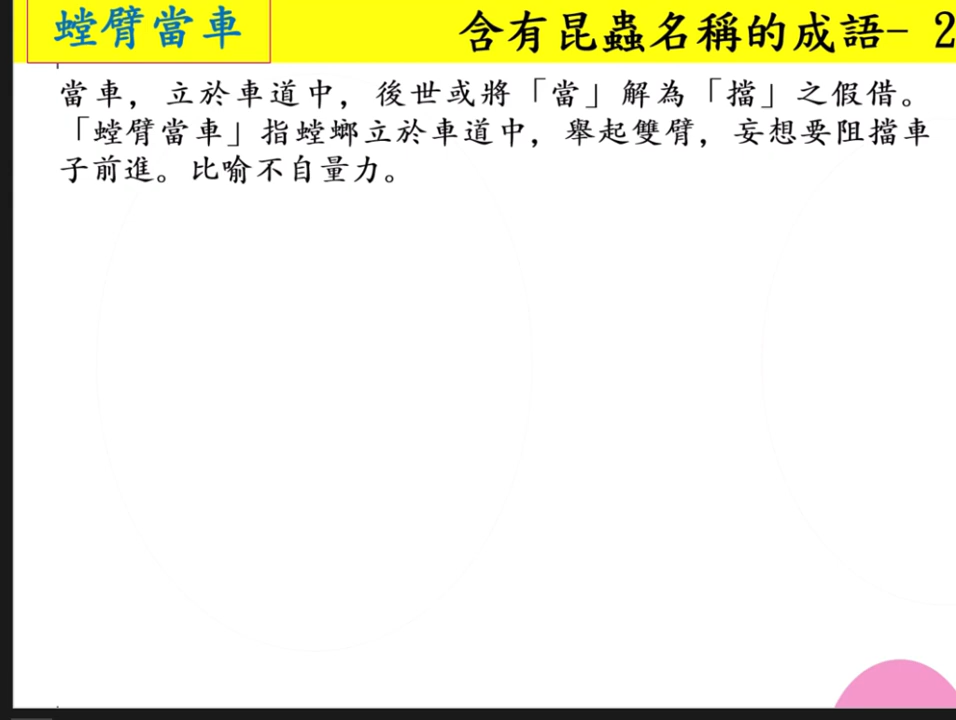 螳臂當車
含有昆蟲名稱的成語- 2
當車，立於車道中，後世或將「當」解為「擋」之假借。
「螳臂當車」指螳螂立於車道中，舉起雙臂，妄想要阻擋車
子前進。比喻不自量力。